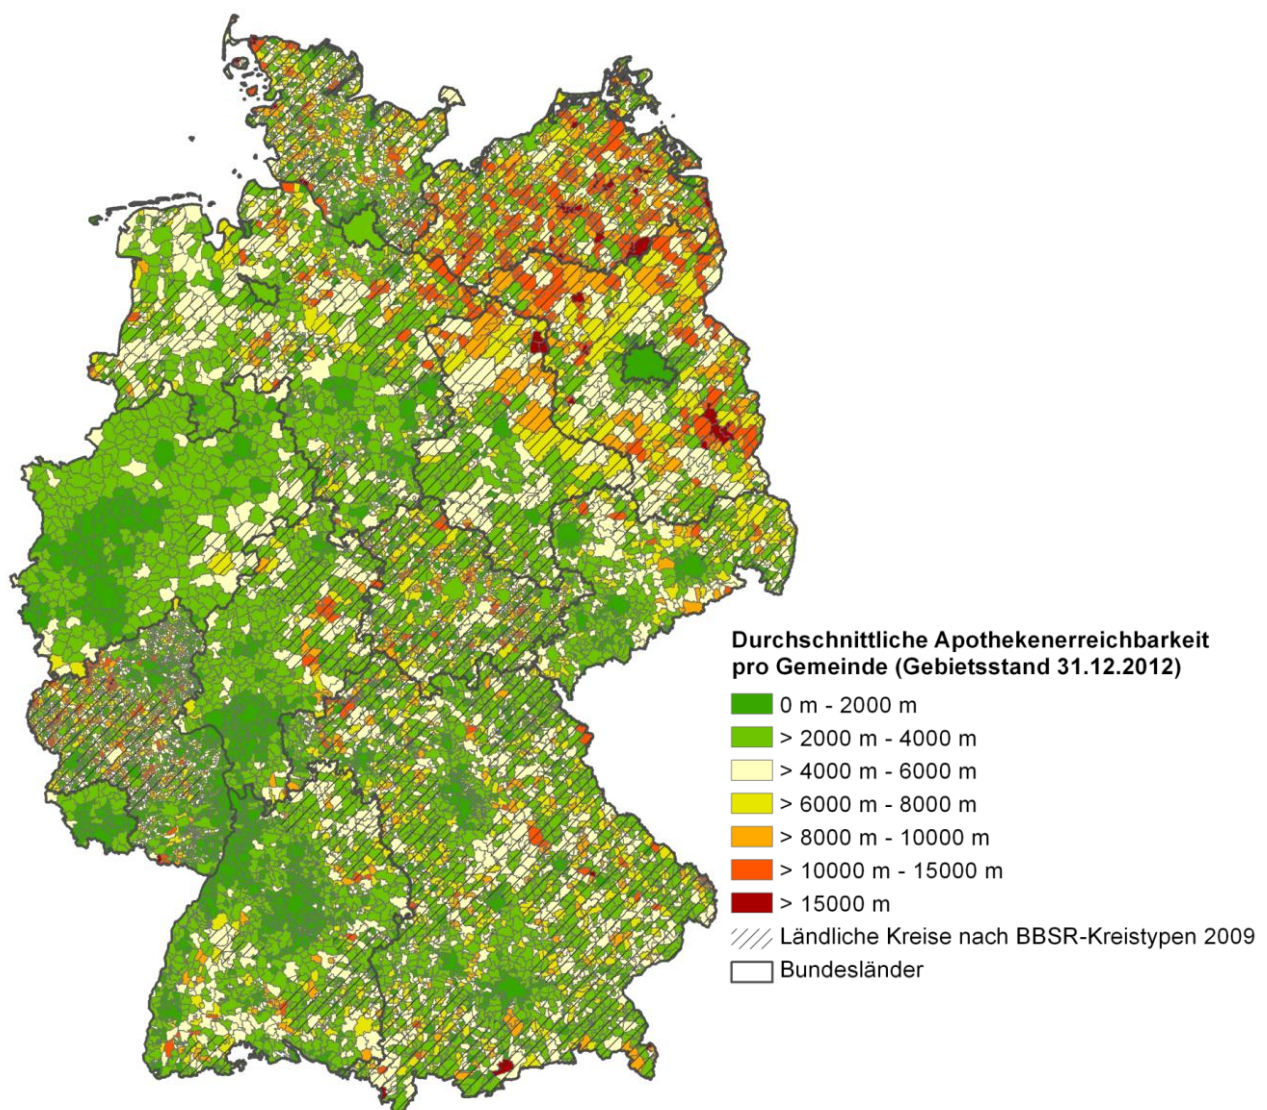 Durchschnittliche Apothekenerreichbarkeit
pro Gemeinde (Gebietsstand 31.12.2012)
0 m - 2000 m
> 2000 m - 4000 m
> 4000 m - 6000 m
> 6000 m - 8000 m
> 8000 m - 10000 m
> 10000 m - 15000 m
> 15000 m
Ländliche Kreise nach BBSR-Kreistypen 2009
Bundesländer